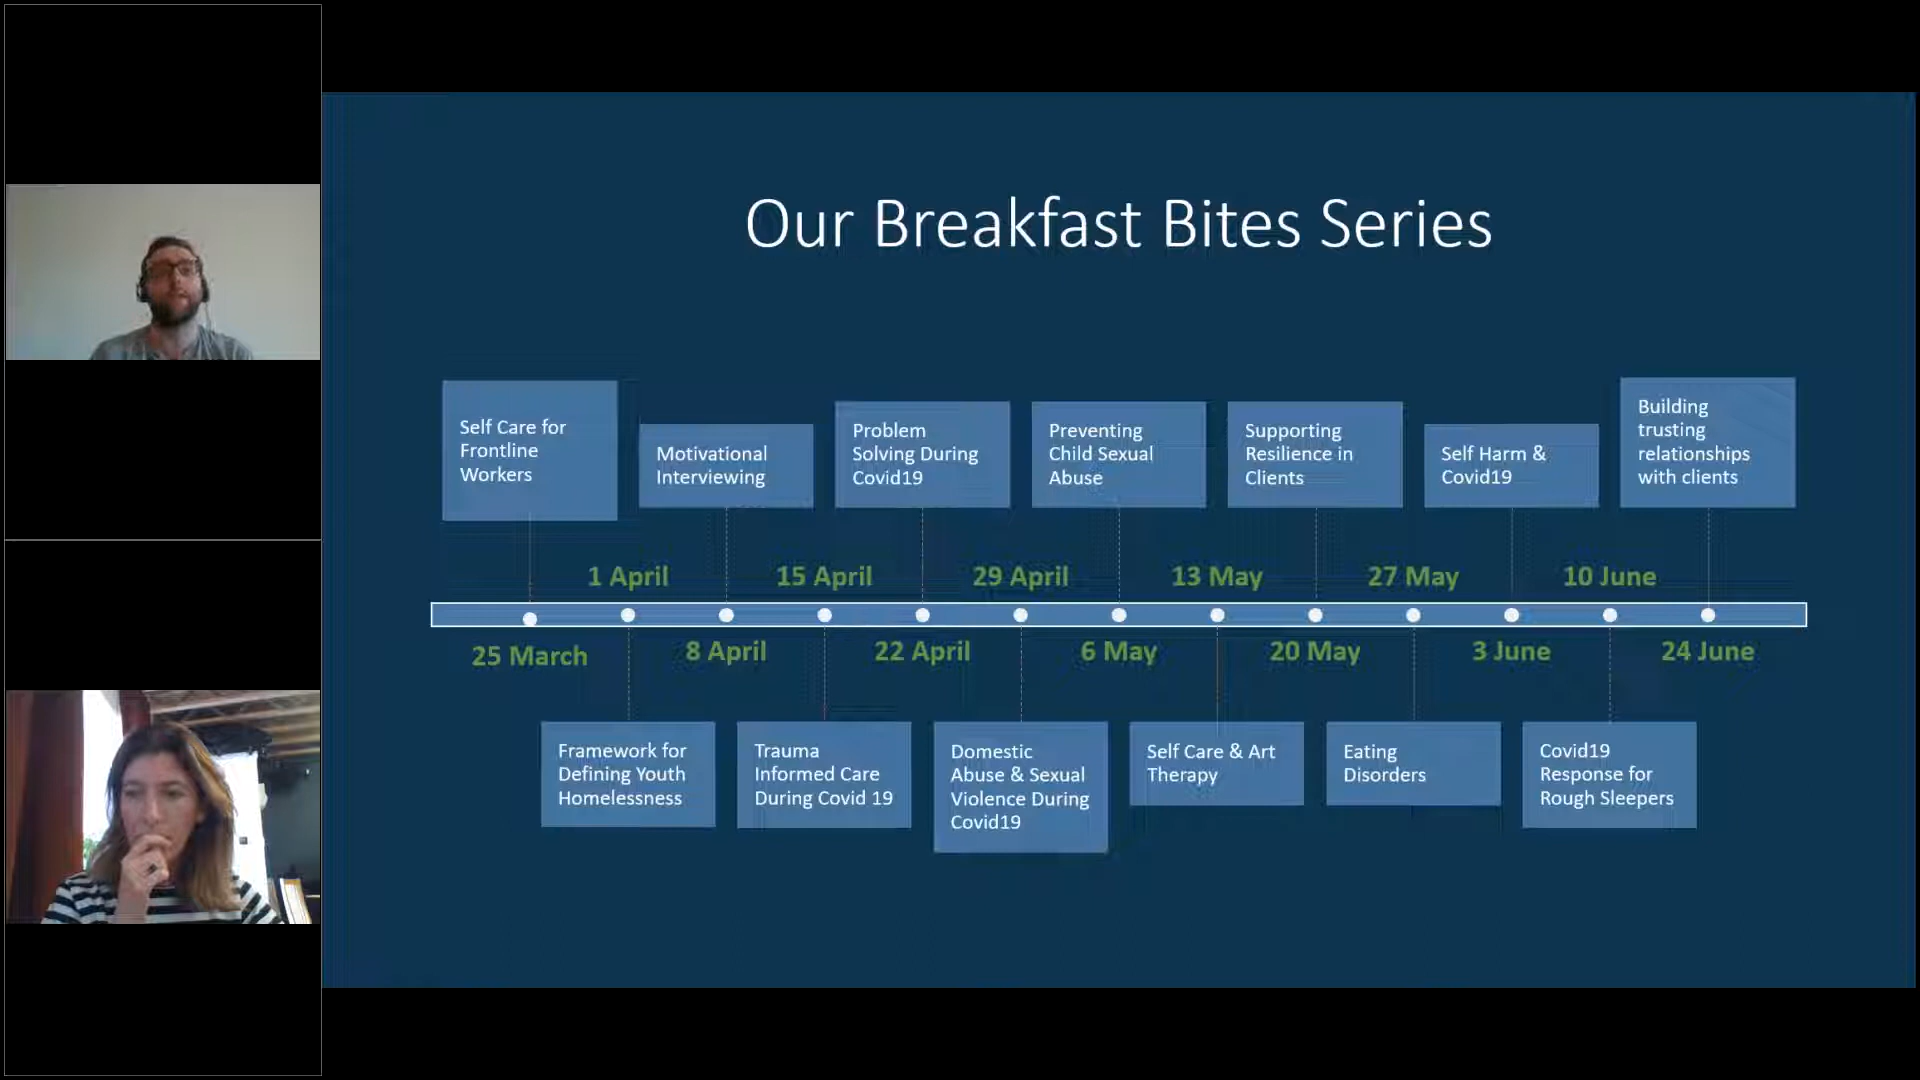 Our Breakfast Bites Series
Self Care for
Frontline
Workers
Motivational
Interviewing
Problem
Solving During
Covid19
Preventing
Child Sexual
Abuse
Supporting
Resilience in
Clients
Self Harm &
Covid19
Building
trusting
relationships
with clients
1 April
15 April
29 April
13 May
27 May
10 June
25 March
8 April
22 April
6 May
20 May
3 June
24 June
Framework for
Defining Youth
Homelessness
Trauma
Informed Care
During Covid 19
Domestic
Abuse & Sexual
Violence During
Covid19
Self Care & Art
Therapy
Eating
Disorders
Covid19
Response for
Rough Sleepers